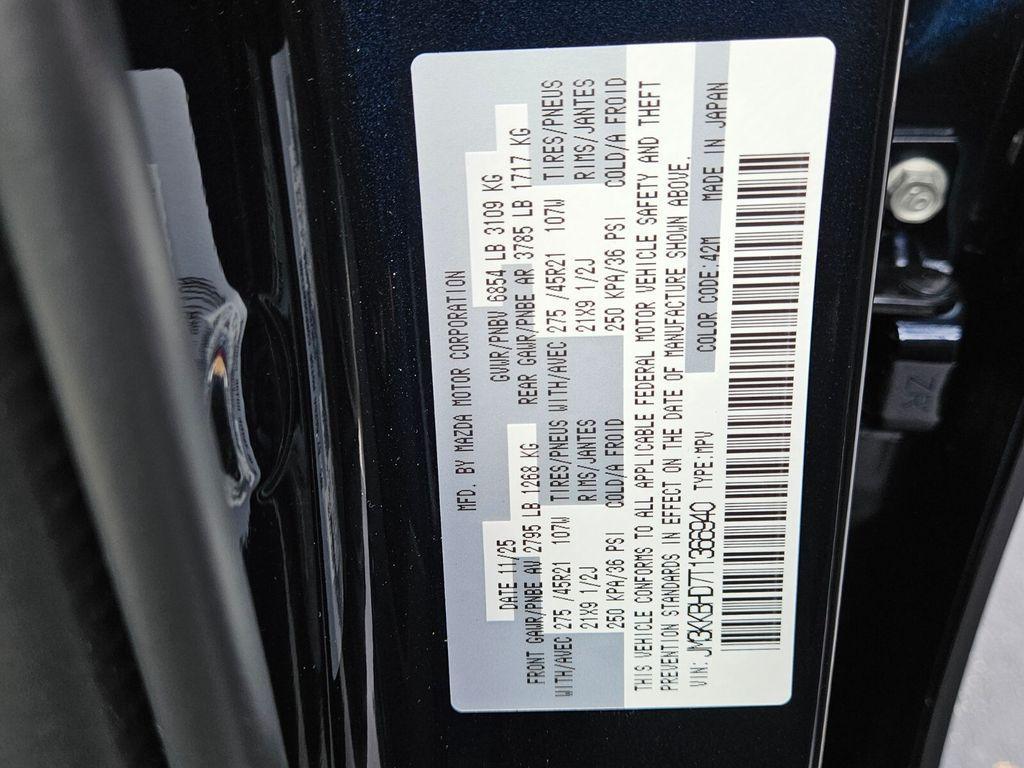 MFD. BY MAZDA MOTOR CORPORATION
DATE 11/25 GVWR/PNBV 6854 LB 3109 KG
FRONT GAWR/PNBE AV 2795 LB 1268 KG REAR GAWR/PNBE AR 3785 LB 1717 KG
WITH/AVEC 275 /45R21 107W TIRES/PNEUS WITH/AVEC 275 /45R21 107W TIRES/PNEUS
21X9 1/2J RIMS/JANTES 21X9 1/2J RIMS/JANTES
250 KPA/36 PSI COLD/A FROID 250 KPA/36 PSI COLD/A FROID
THIS VEHICLE CONFORMS TO ALL APPLICABLE FEDERAL MOTOR VEHICLE SAFETY AND THEFT
PREVENTION STANDARDS IN EFFECT ON THE DATE OF MANUFACTURE SHOWN ABOVE.
VIN: JM3KKBHD7T1366940 TYPE:MPV COLOR CODE:42M MADE IN JAPAN
ZR